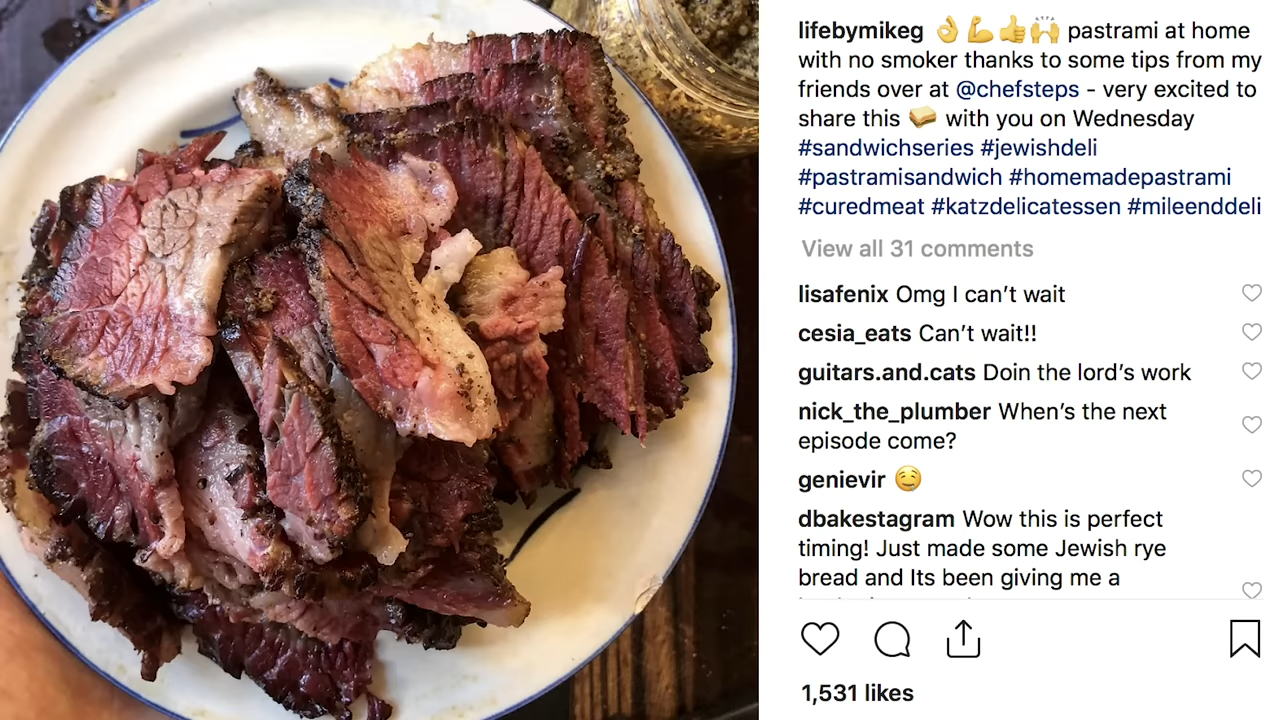 lifebymikeg 👌💪👍🙌 pastrami at home
with no smoker thanks to some tips from my
friends over at @chefsteps - very excited to
share this 🥪 with you on Wednesday
#sandwichseries #jewishdeli
#pastramisandwich #homemadepastrami
#curedmeat #katzdelicatessen #mileenddeli
View all 31 comments
lisafenix Omg I can’t wait
cesia_eats Can’t wait!!
guitars.and.cats Doin the lord’s work
nick_the_plumber When’s the next
episode come?
genievir 🤤
dbakestagram Wow this is perfect
timing! Just made some Jewish rye
bread and Its been giving me a
1,531 likes